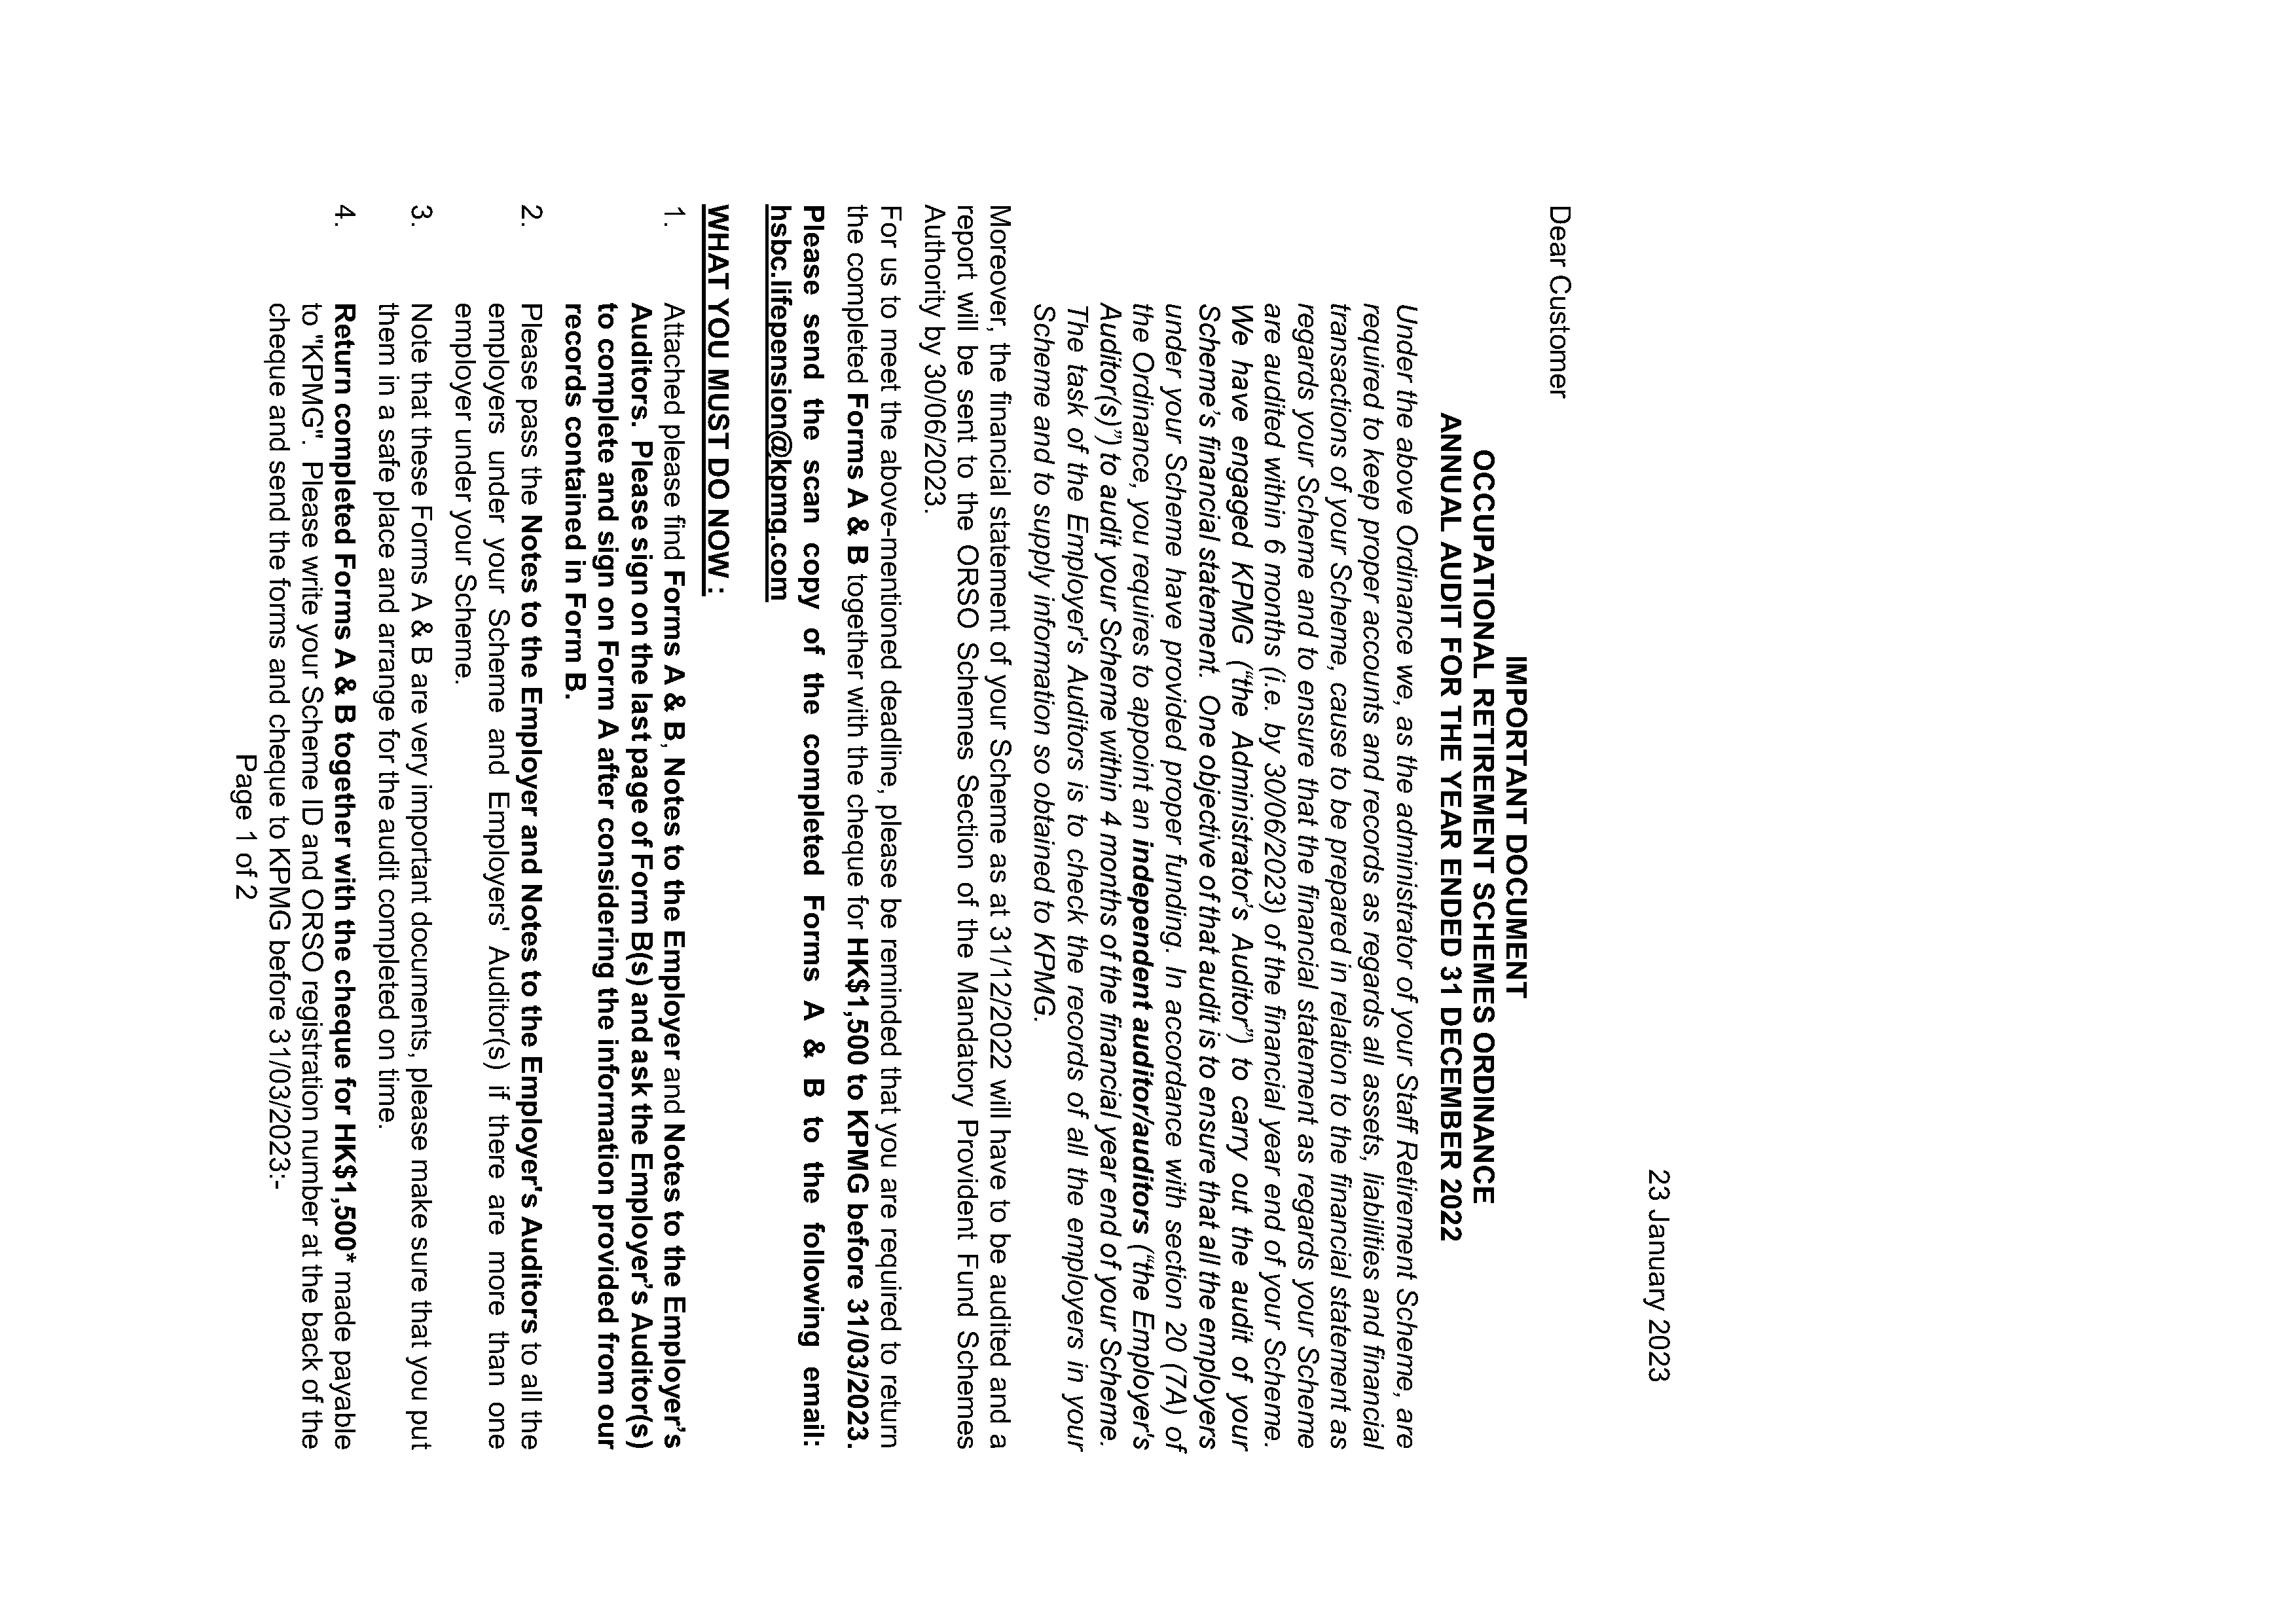 23 January 2023
Dear Customer
IMPORTANT DOCUMENT
OCCUPATIONAL RETIREMENT SCHEMES ORDINANCE
ANNUAL AUDIT FOR THE YEAR ENDED 31 DECEMBER 2022
Under the above Ordinance we, as the administrator of your Staff Retirement Scheme, are
required to keep proper accounts and records as regards all assets, liabilities and financial
transactions of your Scheme, cause to be prepared in relation to the financial statement as
regards your Scheme and to ensure that the financial statement as regards your Scheme
are audited within 6 months (i.e. by 30/06/2023) of the financial year end of your Scheme.
We have engaged KPMG (“the Administrator’s Auditor”) to carry out the audit of your
Scheme’s financial statement. One objective of that audit is to ensure that all the employers
under your Scheme have provided proper funding. In accordance with section 20 (7A) of
the Ordinance, you requires to appoint an independent auditor/auditors (“the Employer's
Auditor(s)”) to audit your Scheme within 4 months of the financial year end of your Scheme.
The task of the Employer's Auditors is to check the records of all the employers in your
Scheme and to supply information so obtained to KPMG.
Moreover, the financial statement of your Scheme as at 31/12/2022 will have to be audited and a
report will be sent to the ORSO Schemes Section of the Mandatory Provident Fund Schemes
Authority by 30/06/2023.
For us to meet the above-mentioned deadline, please be reminded that you are required to return
the completed Forms A & B together with the cheque for HK$1,500 to KPMG before 31/03/2023.
Please send the scan copy of the completed Forms A & B to the following email:
hsbc.lifepension@kpmg.com
WHAT YOU MUST DO NOW :
1. Attached please find Forms A & B, Notes to the Employer and Notes to the Employer’s
Auditors. Please sign on the last page of Form B(s) and ask the Employer’s Auditor(s)
to complete and sign on Form A after considering the information provided from our
records contained in Form B.
2. Please pass the Notes to the Employer and Notes to the Employer's Auditors to all the
employers under your Scheme and Employers' Auditor(s) if there are more than one
employer under your Scheme.
3. Note that these Forms A & B are very important documents, please make sure that you put
them in a safe place and arrange for the audit completed on time.
4. Return completed Forms A & B together with the cheque for HK$1,500* made payable
to "KPMG". Please write your Scheme ID and ORSO registration number at the back of the
cheque and send the forms and cheque to KPMG before 31/03/2023:-
Page 1 of 2